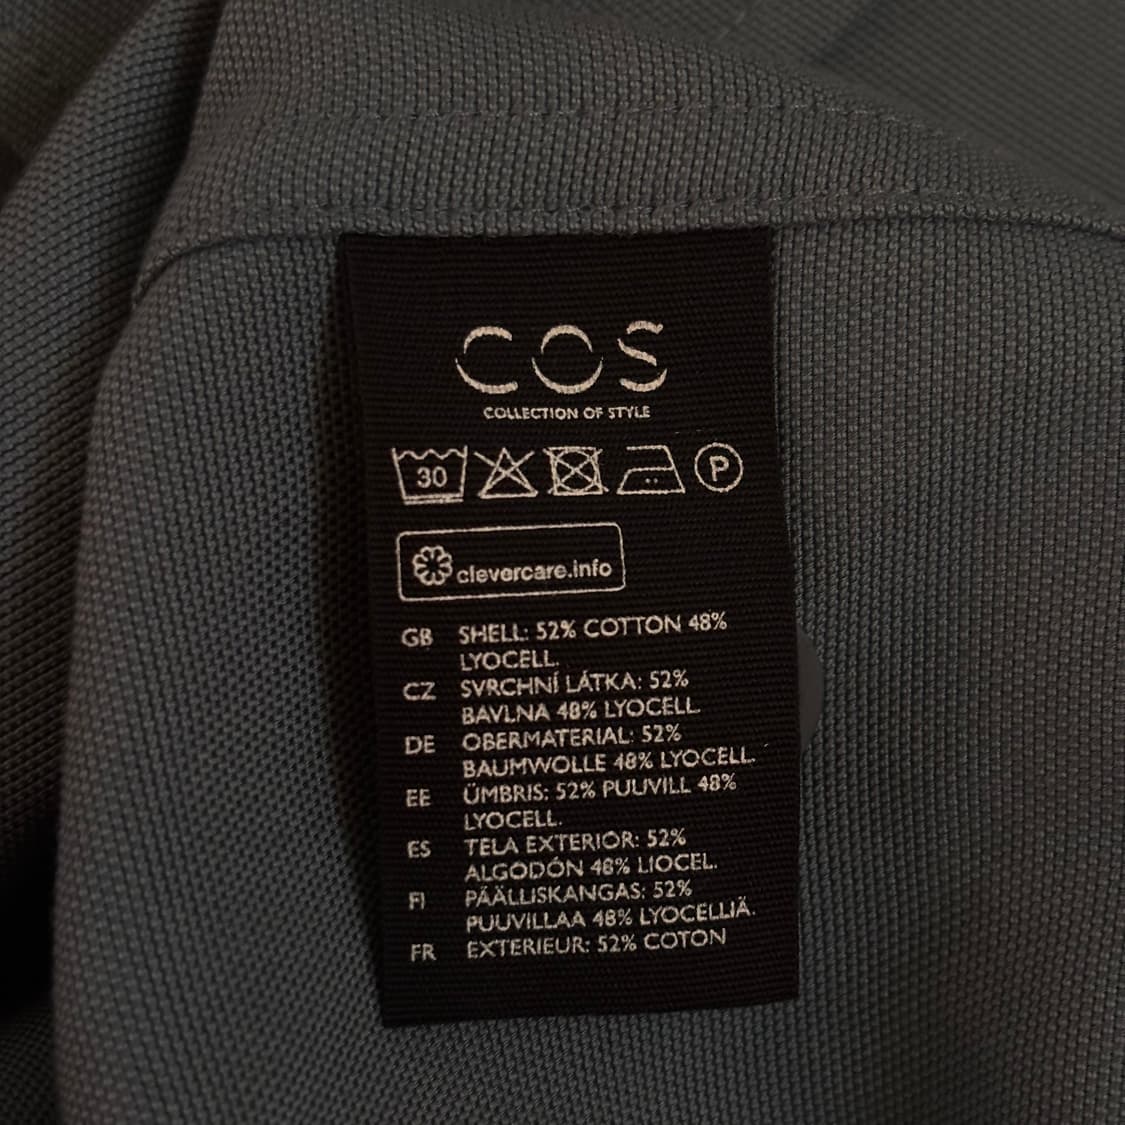 COS
COLLECTION OF STYLE
30 P
clevercare.info
GB SHELL: 52% COTTON 48%
LYOCELL.
CZ SVRCHNÍ LÁTKA: 52%
BAVLNA 48% LYOCELL
DE OBERMATERIAL: 52%
BAUMWOLLE 48% LYOCELL.
EE ÜMBRIS: 52% PUUVILL 48%
LYOCELL.
ES TELA EXTERIOR: 52%
ALGODÓN 48% LIOCEL.
FI PÄÄLLISKANGAS: 52%
PUUVILLAA 48% LYOCELLIÄ.
FR EXTERIEUR: 52% COTON